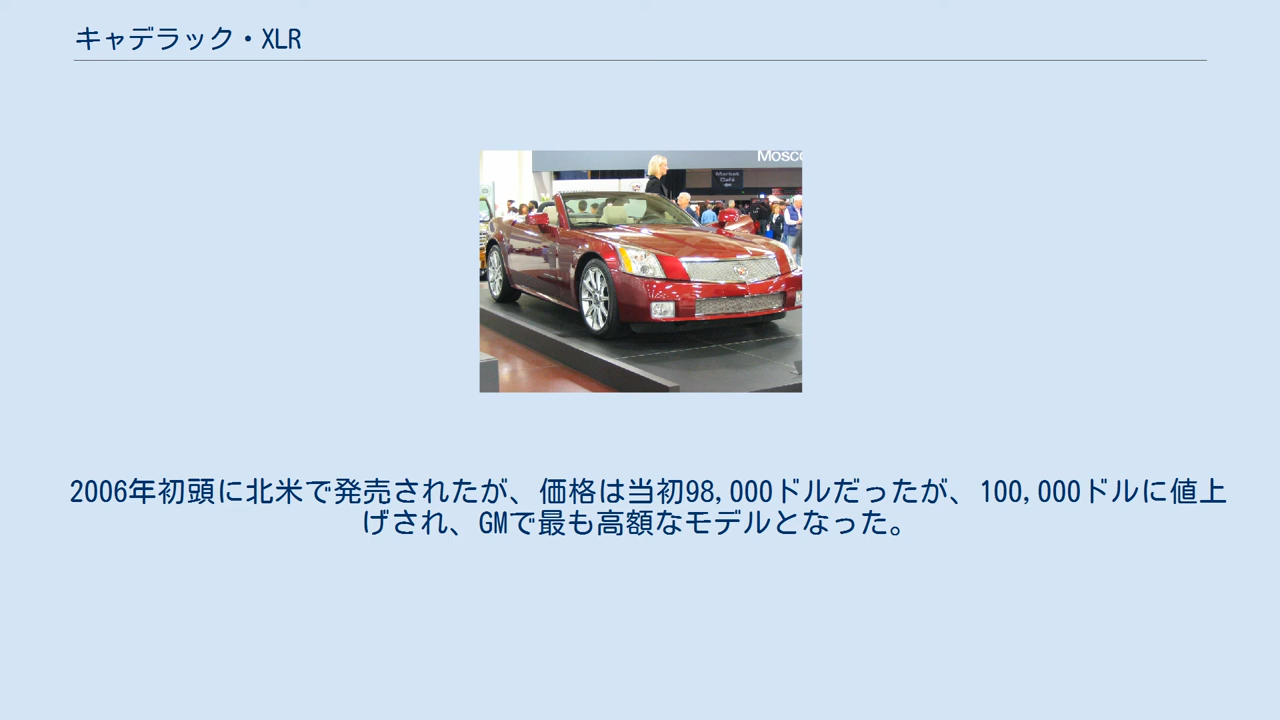 キャデラック・XLR
Mosco
Market
Café
2006年初頭に北米で発売されたが、価格は当初98,000ドルだったが、100,000ドルに値上
げされ、GMで最も高額なモデルとなった。